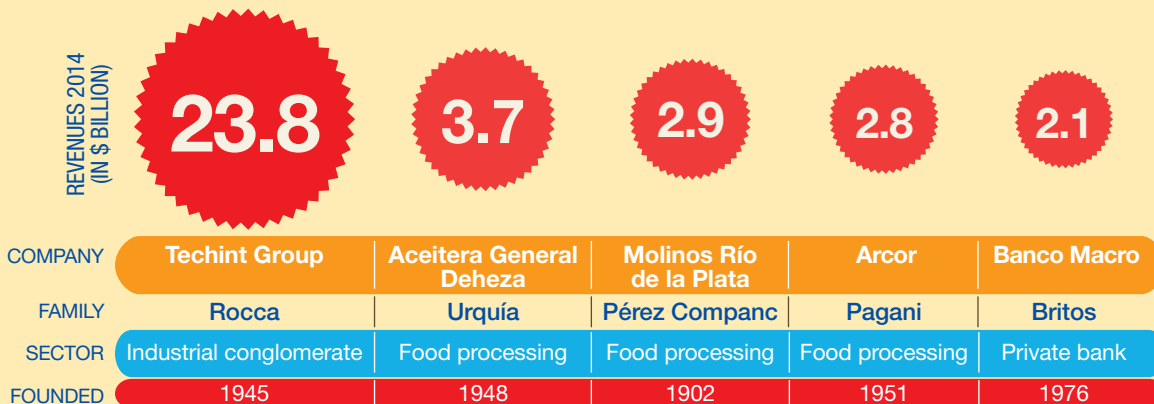 REVENUES 2014
(IN $ BILLION)
23.8
3.7
2.9
2.8
2.1
COMPANY
Techint Group
Aceitera General
Deheza
Molinos Río
de la Plata
Arcor
Banco Macro
FAMILY
Rocca
Urquía
Pérez Companc
Pagani
Britos
SECTOR
Industrial conglomerate
Food processing
Food processing
Food processing
Private bank
FOUNDED
1945
1948
1902
1951
1976